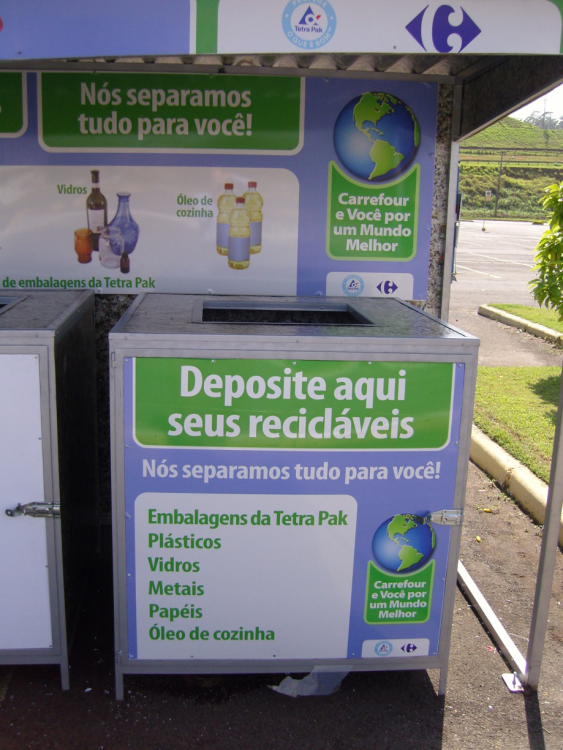 O QUE É BOM
Tetra Pak
Nós separamos
tudo para você!
Vidros
Óleo de
cozinha
de embalagens da Tetra Pak
Carrefour
e Você por
um Mundo
Melhor
Deposite aqui
seus recicláveis
Nós separamos tudo para você!
Embalagens da Tetra Pak
Plásticos
Vidros
Metais
Papéis
Óleo de cozinha
Carrefour
e Você por
um Mundo
Melhor